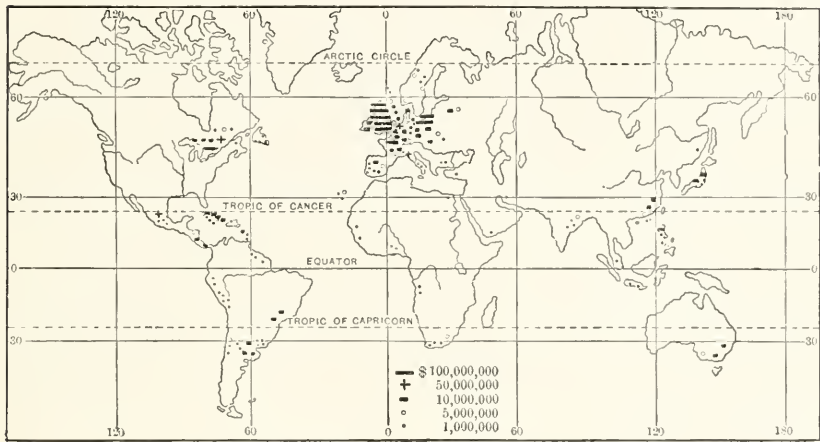 120 60 0 60 120 180
ARCTIC CIRCLE
60 60
30 30
TROPIC OF CANCER
EQUATOR
0 0
TROPIC OF CAPRICORN
30 30
$100,000,000
50,000,000
10,000,000
5,000,000
1,000,000
120 60 0 60 120 180